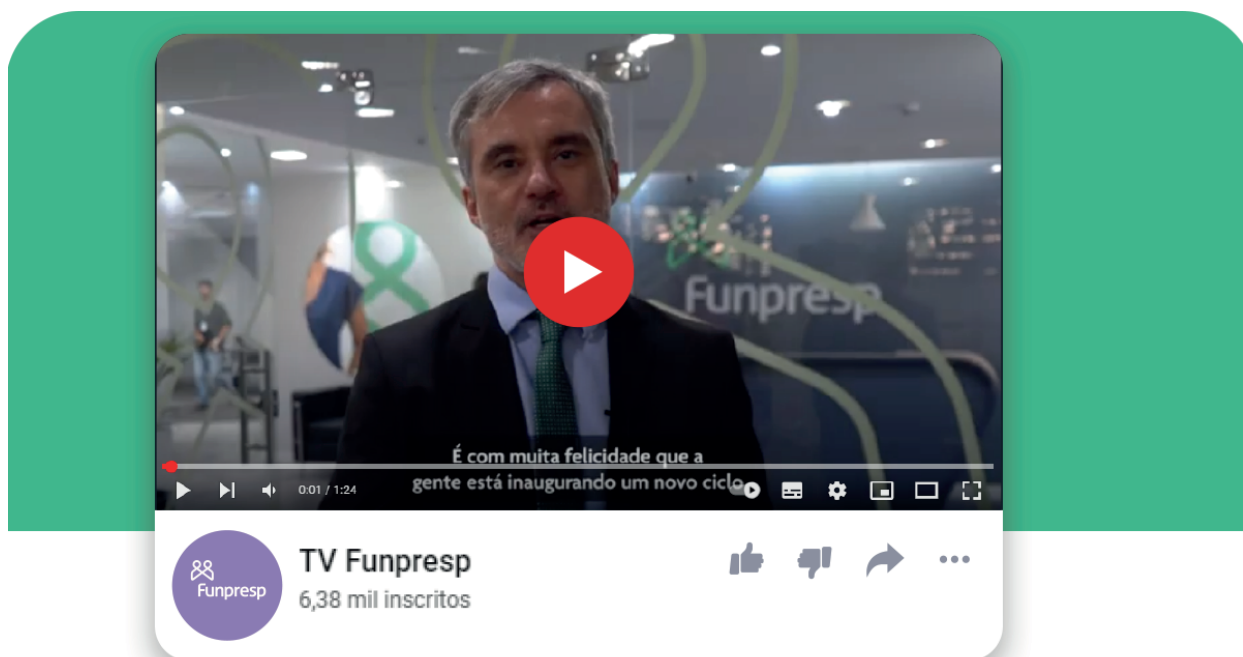 Funpresp
É com muita felicidade que a
gente está inaugurando um novo ciclo
0:01 / 1:24
Funpresp
TV Funpresp
6,38 mil inscritos